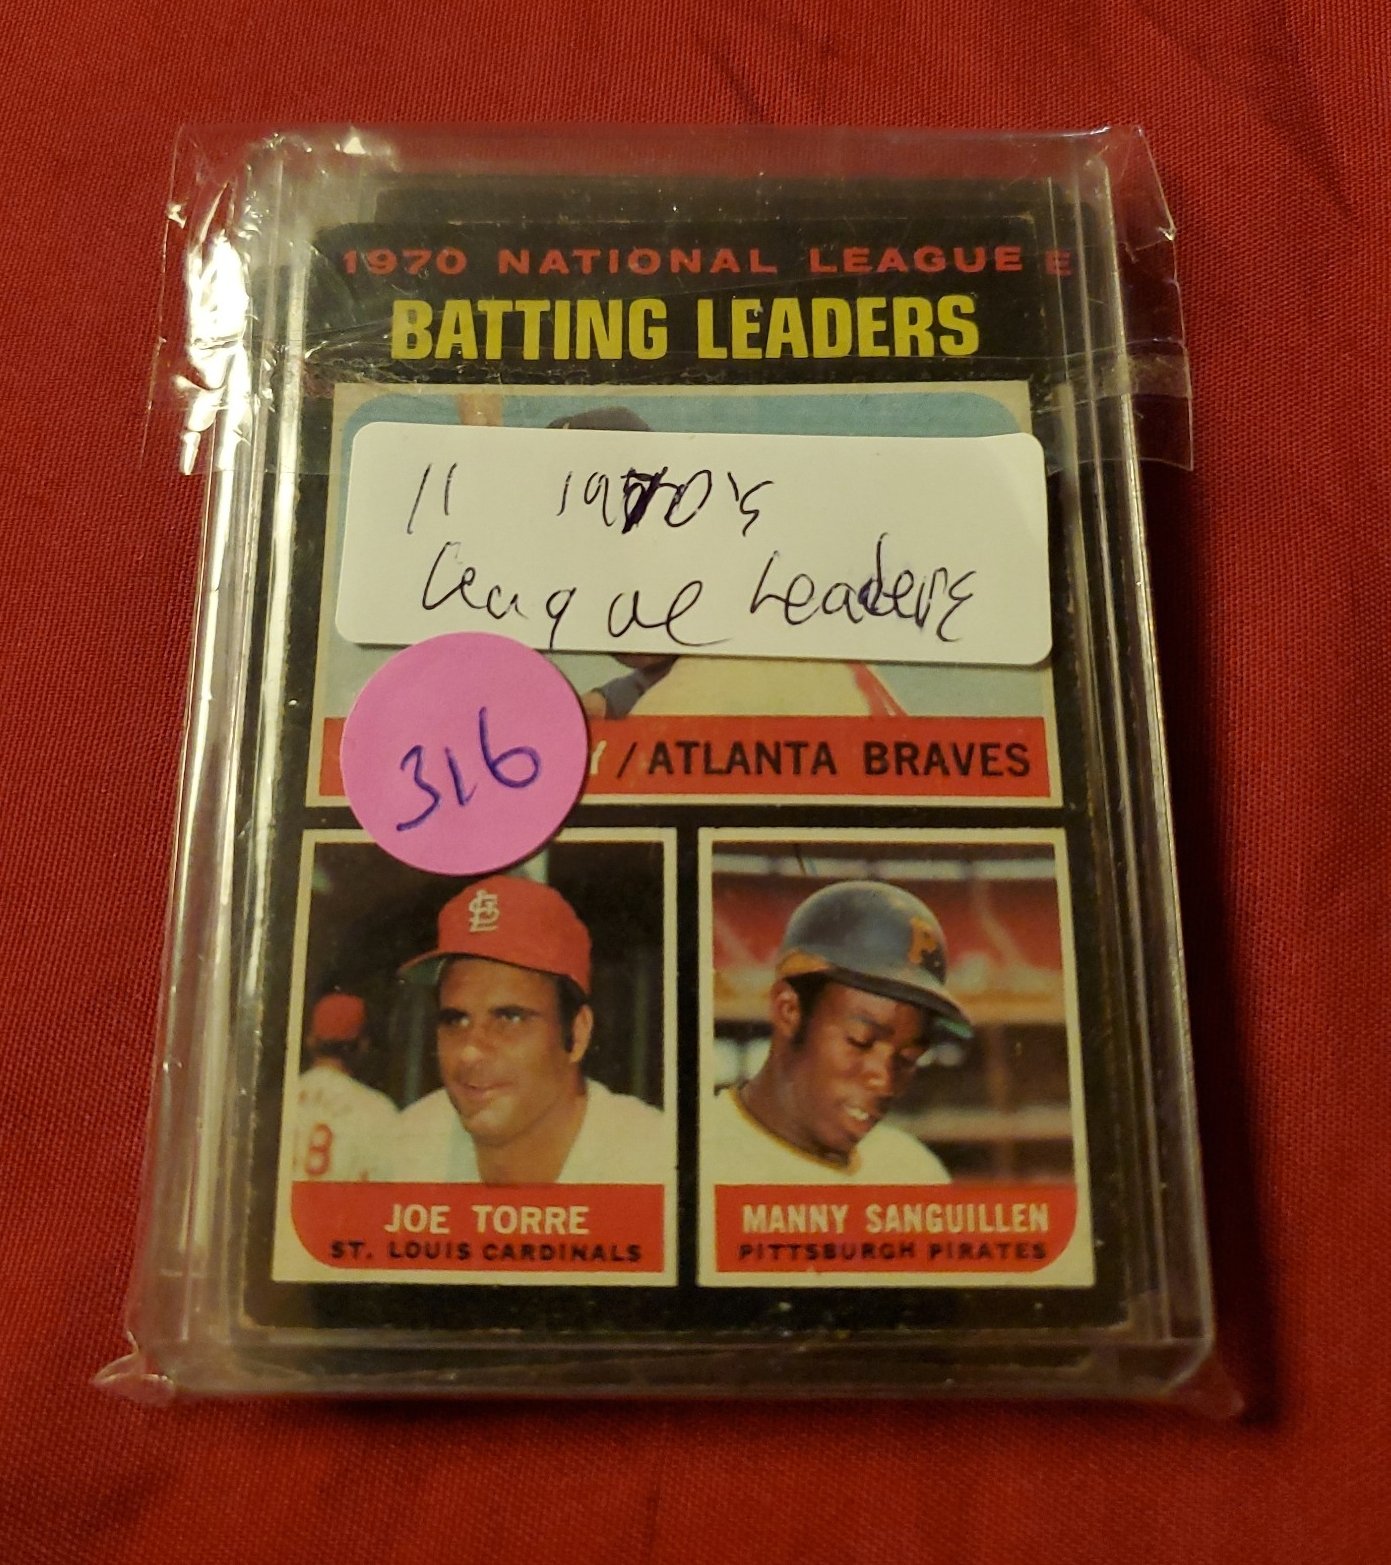 1970 NATIONAL LEAGUE E
BATTING LEADERS
11 1970's
League Leaders
316
Y / ATLANTA BRAVES
8
JOE TORRE
ST. LOUIS CARDINALS
P
MANNY SANGUILLEN
PITTSBURGH PIRATES